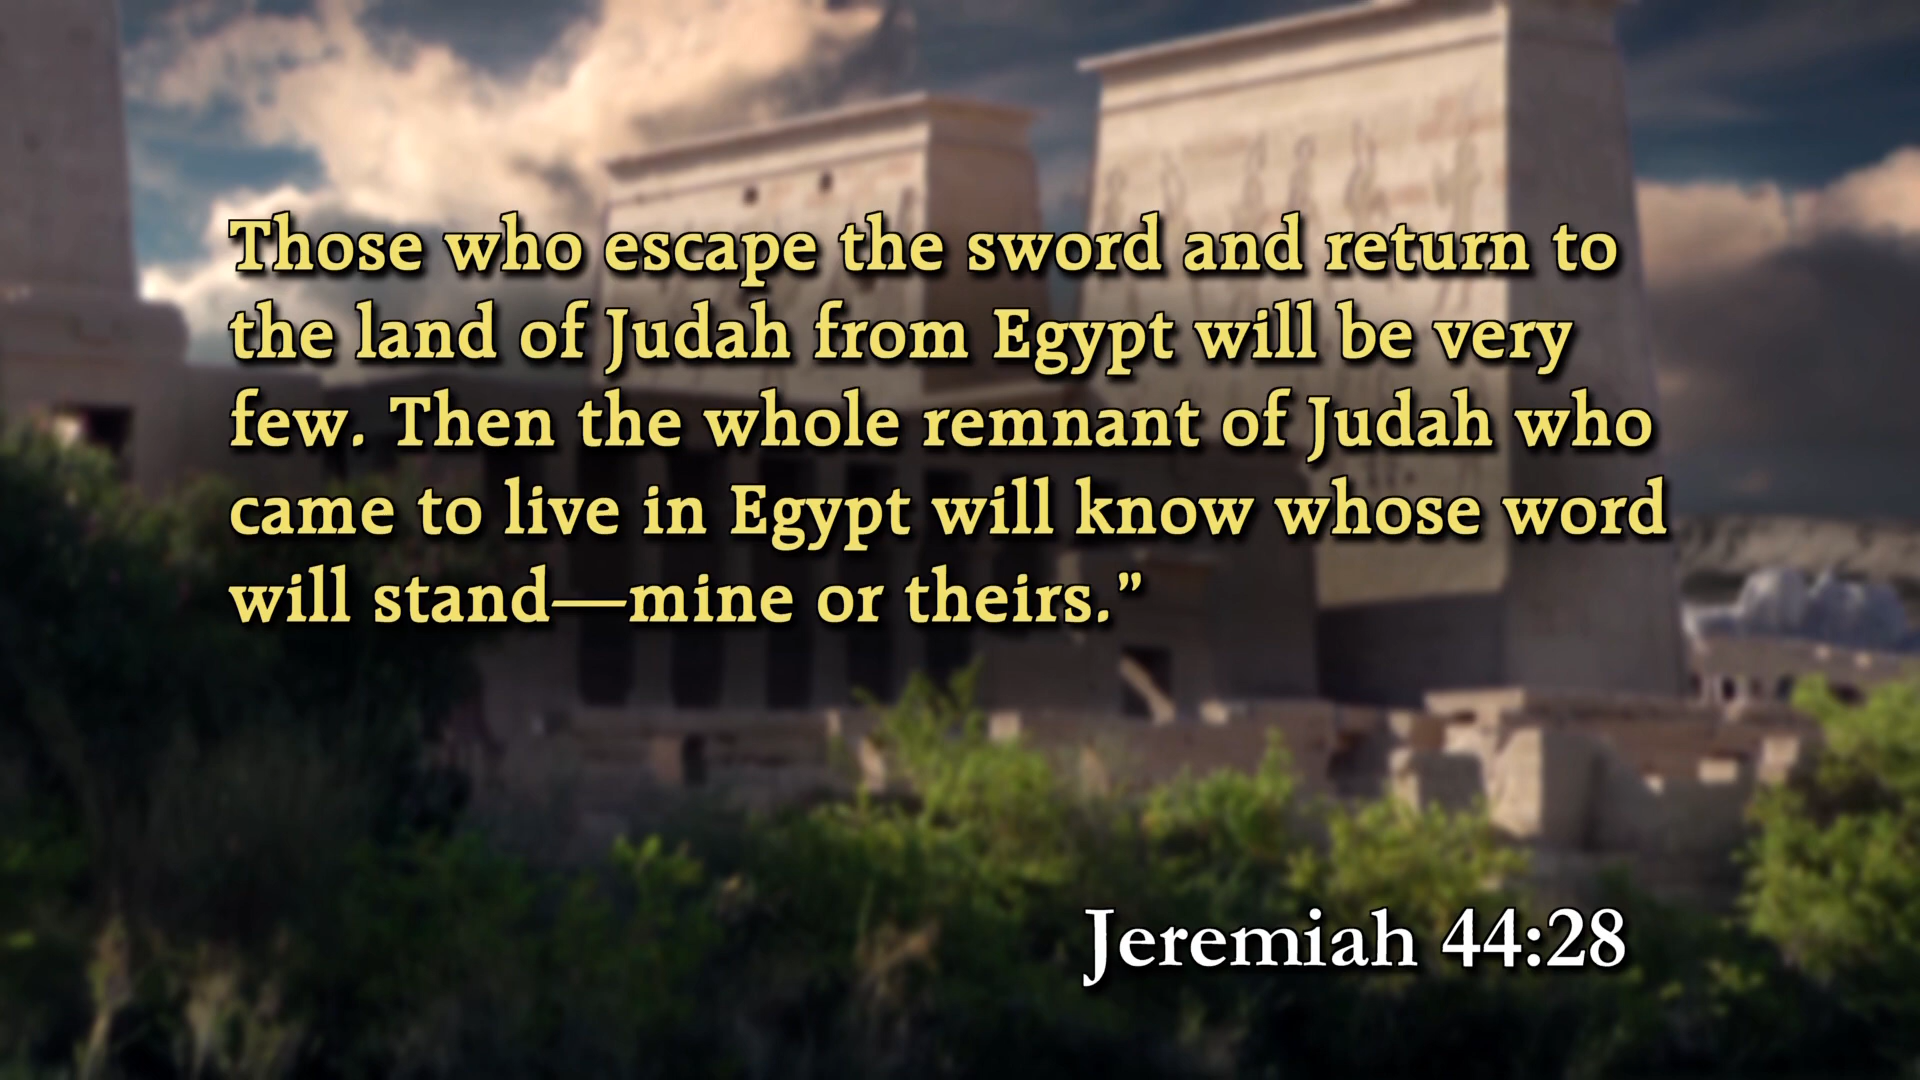 Those who escape the sword and return to
the land of Judah from Egypt will be very
few. Then the whole remnant of Judah who
came to live in Egypt will know whose word
will stand—mine or theirs.”
Jeremiah 44:28